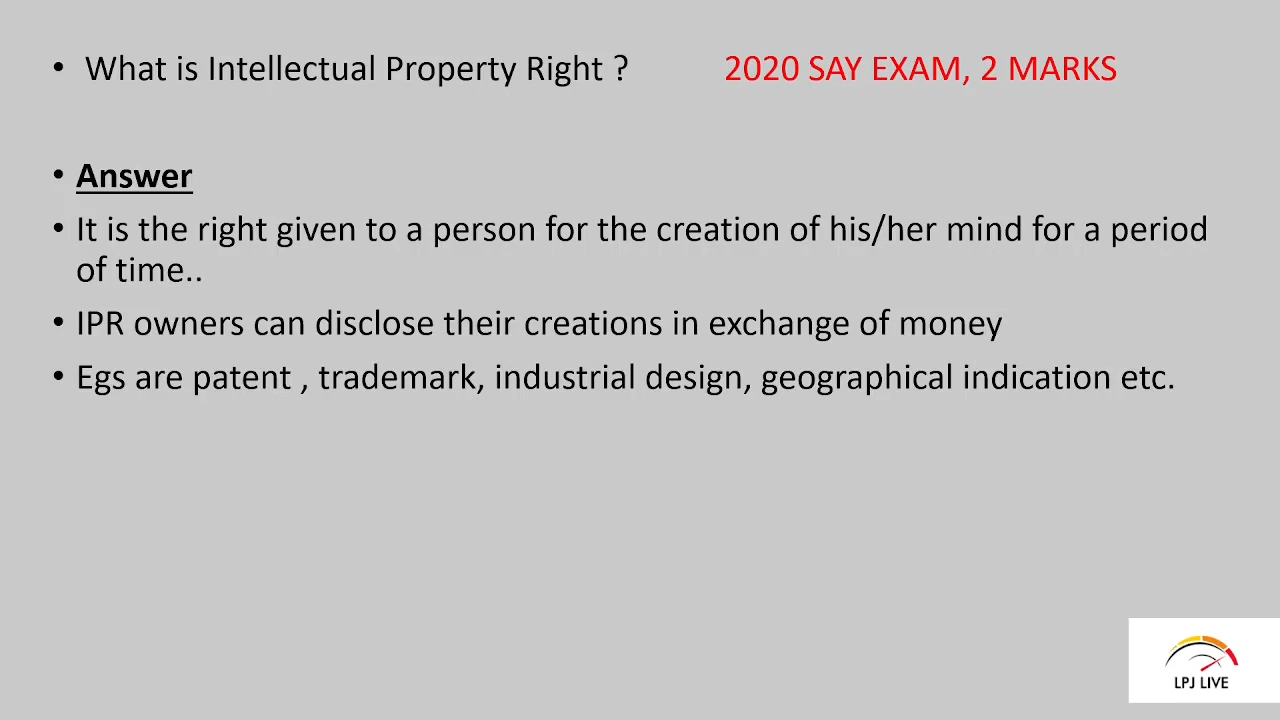 • What is Intellectual Property Right ? 2020 SAY EXAM, 2 MARKS
• Answer
• It is the right given to a person for the creation of his/her mind for a period
of time..
• IPR owners can disclose their creations in exchange of money
• Egs are patent , trademark, industrial design, geographical indication etc.
LPJ LIVE